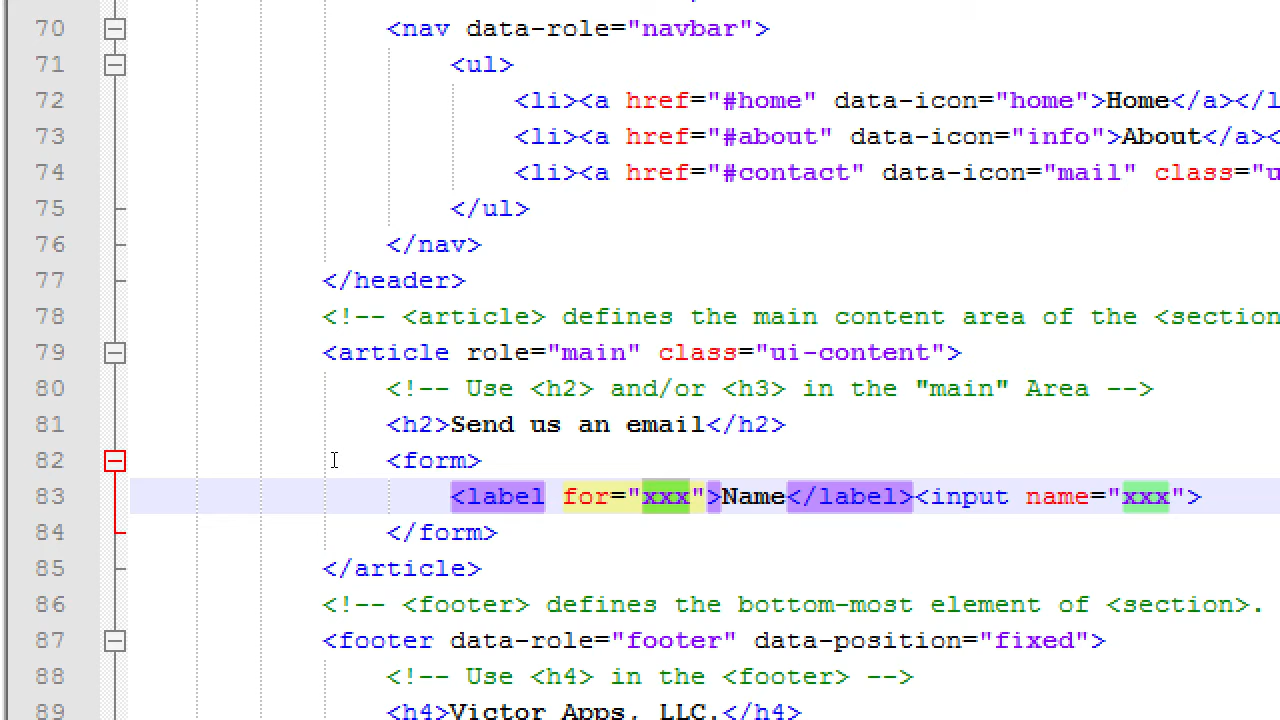 70 <nav data-role="navbar">
71 <ul>
72 <li><a href="#home" data-icon="home">Home</a></l
73 <li><a href="#about" data-icon="info">About</a><
74 <li><a href="#contact" data-icon="mail" class="u
75 </ul>
76 </nav>
77 </header>
78 <!-- <article> defines the main content area of the <section
79 <article role="main" class="ui-content">
80 <!-- Use <h2> and/or <h3> in the "main" Area -->
81 <h2>Send us an email</h2>
82 <form>
83 <label for="xxx">Name</label><input name="xxx">
84 </form>
85 </article>
86 <!-- <footer> defines the bottom-most element of <section>.
87 <footer data-role="footer" data-position="fixed">
88 <!-- Use <h4> in the <footer> -->
89 <h4>Victor Apps, LLC.</h4>